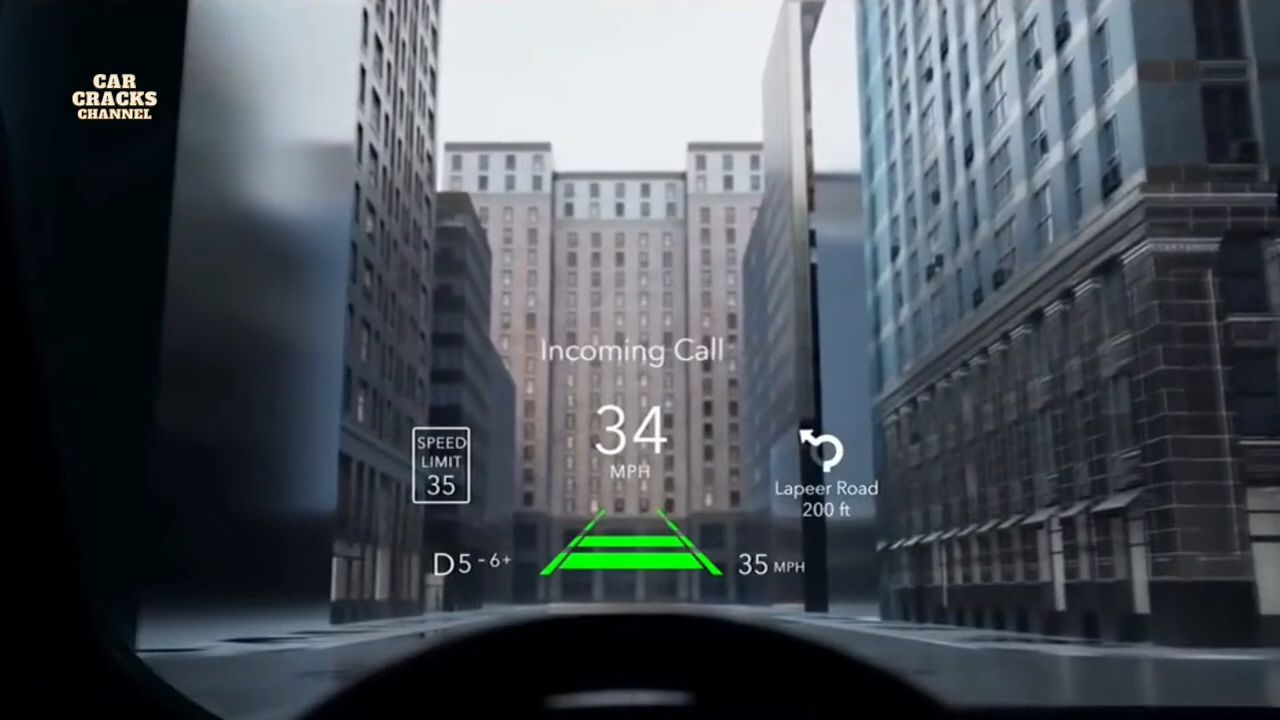 CAR
CRACKS
CHANNEL
Incoming Call
34
MPH
SPEED
LIMIT
35
Lapeer Road
200 ft
D5-6+
35 MPH